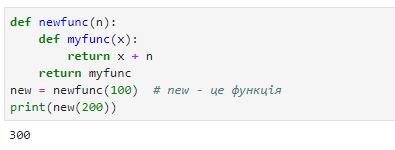 def newfunc(n):
    def myfunc(x):
        return x + n
    return myfunc
new = newfunc(100)  # new - це функція
print(new(200))
300